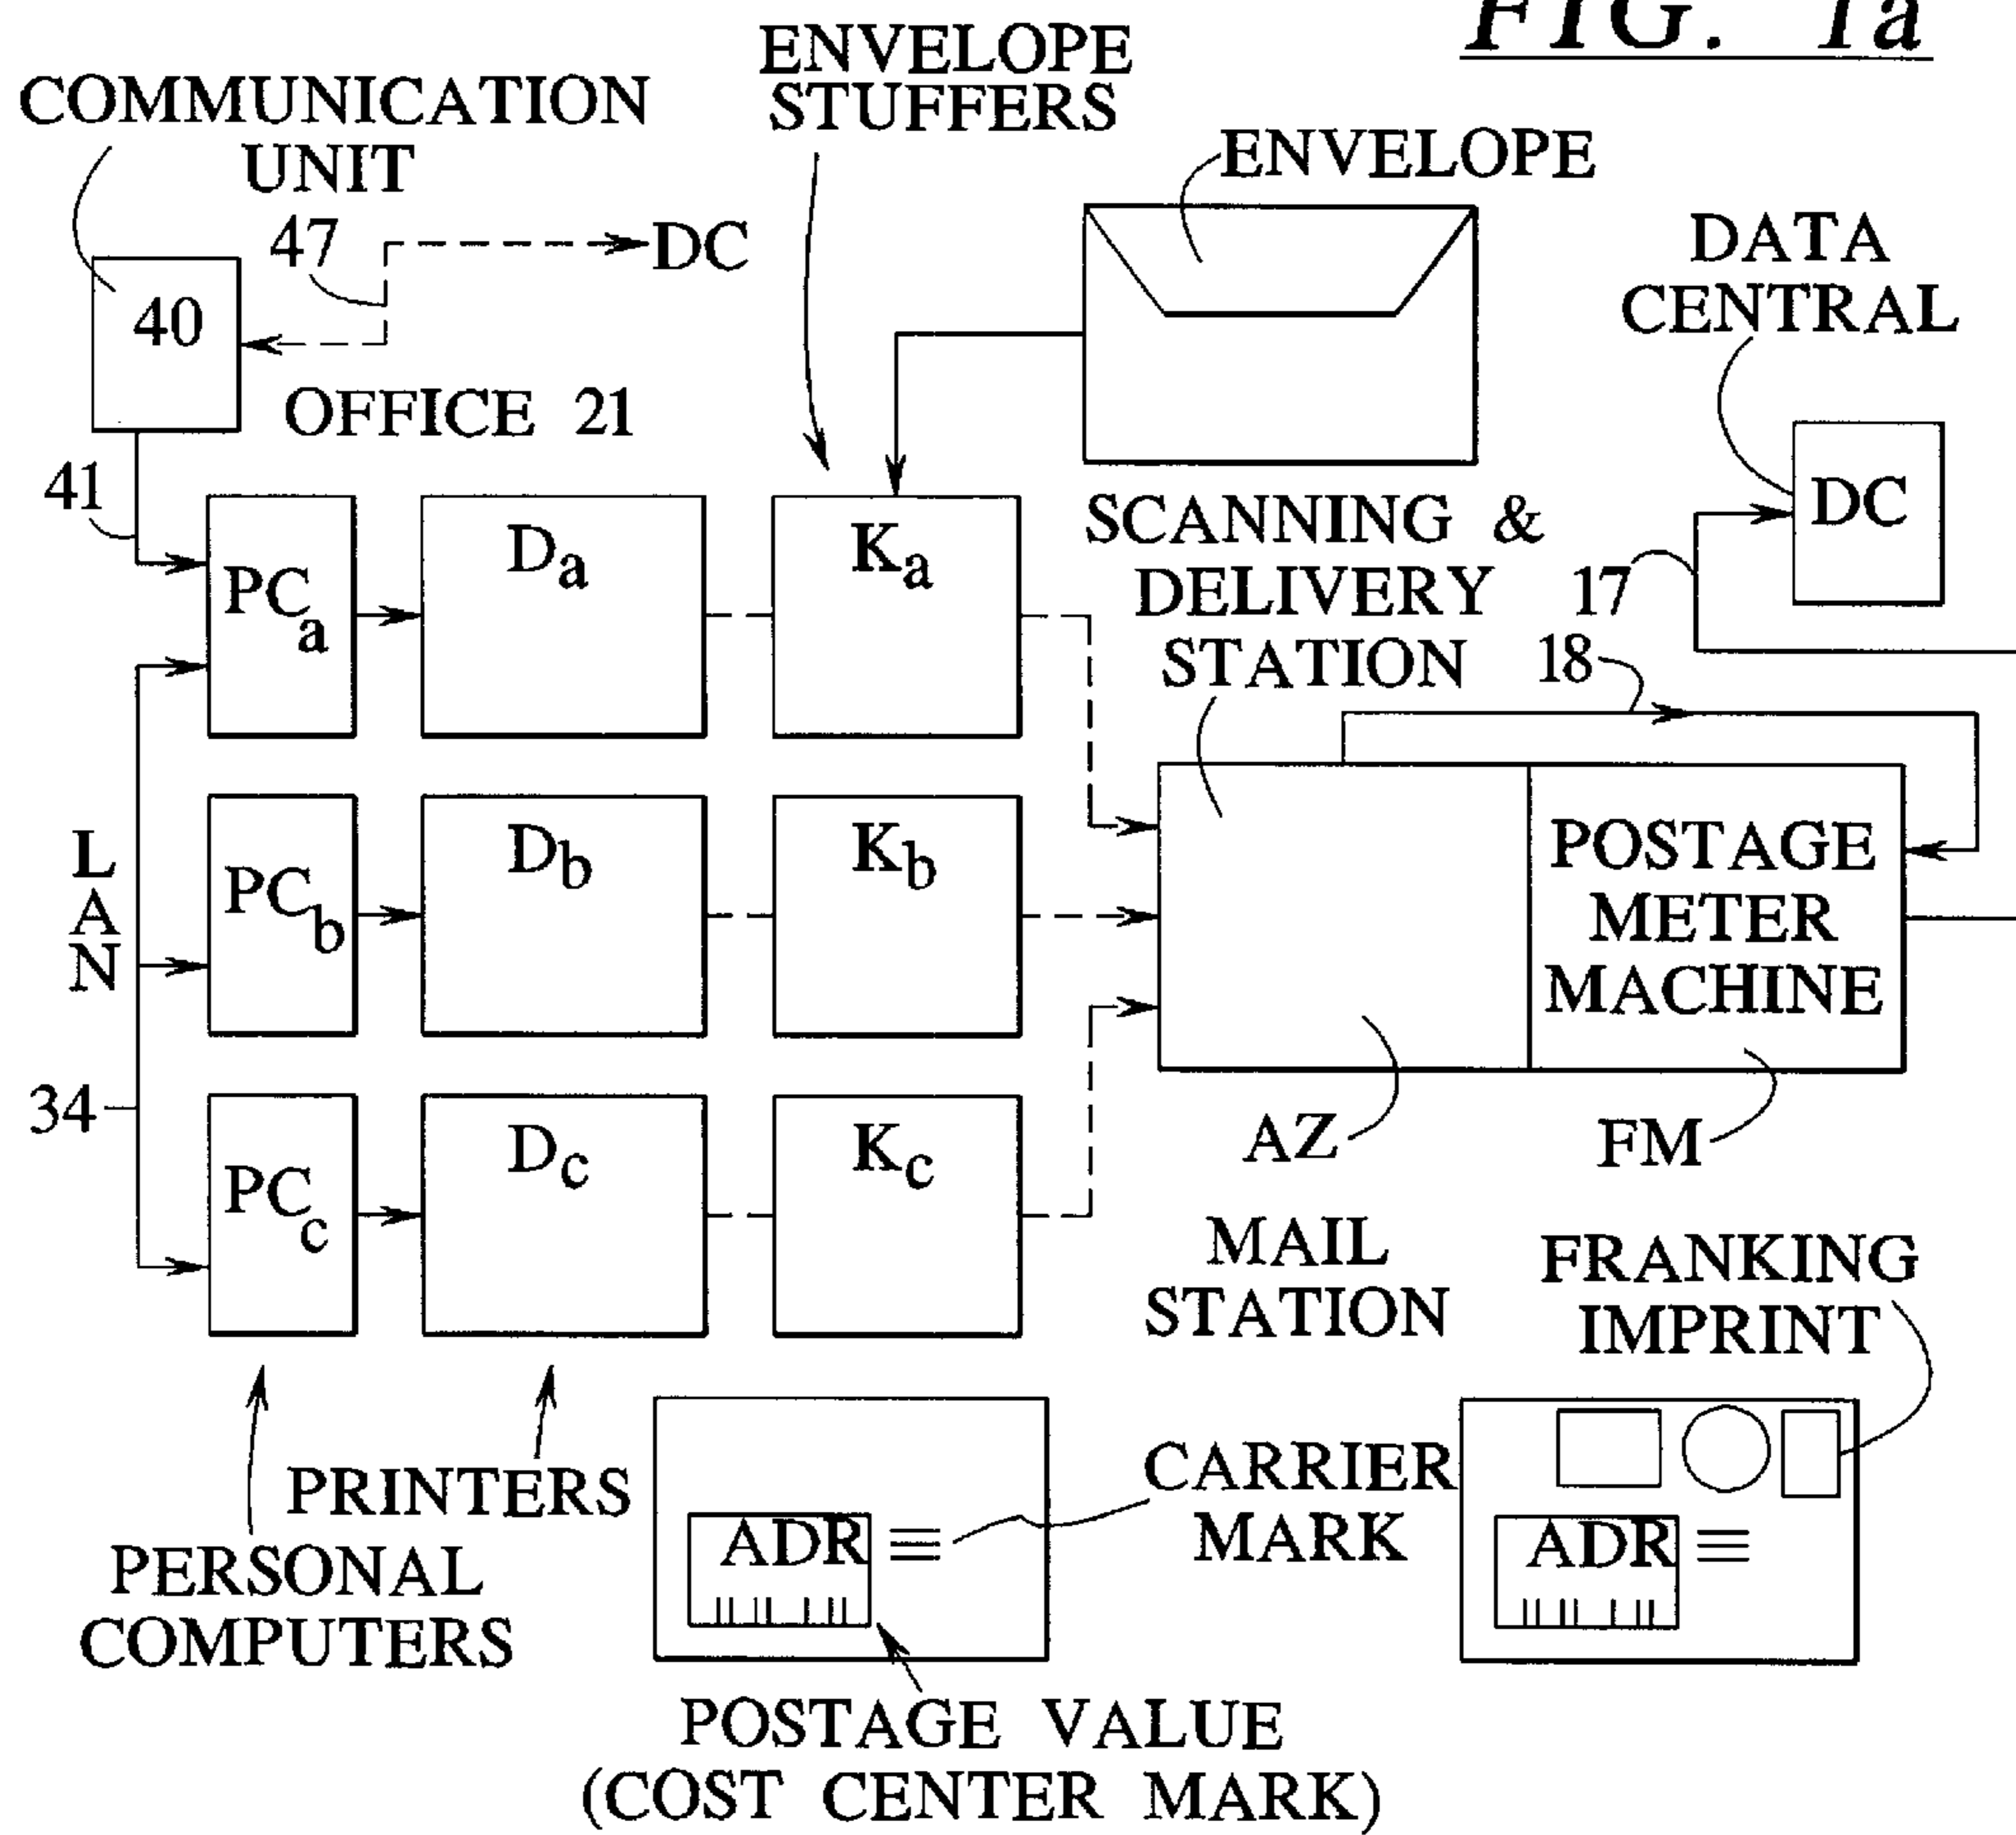 FIG. 1a
ENVELOPE
STUFFERS
COMMUNICATION
UNIT
ENVELOPE
47
DC
DATA
CENTRAL
40
OFFICE 21
41
DC
SCANNING &
DELIVERY
STATION
17
18
PCa
Da
Ka
LAN
PCb
Db
Kb
POSTAGE
METER
MACHINE
34
PCc
Dc
Kc
AZ
FM
MAIL
STATION
FRANKING
IMPRINT
PRINTERS
PERSONAL
COMPUTERS
ADR
CARRIER
MARK
ADR
POSTAGE VALUE
(COST CENTER MARK)